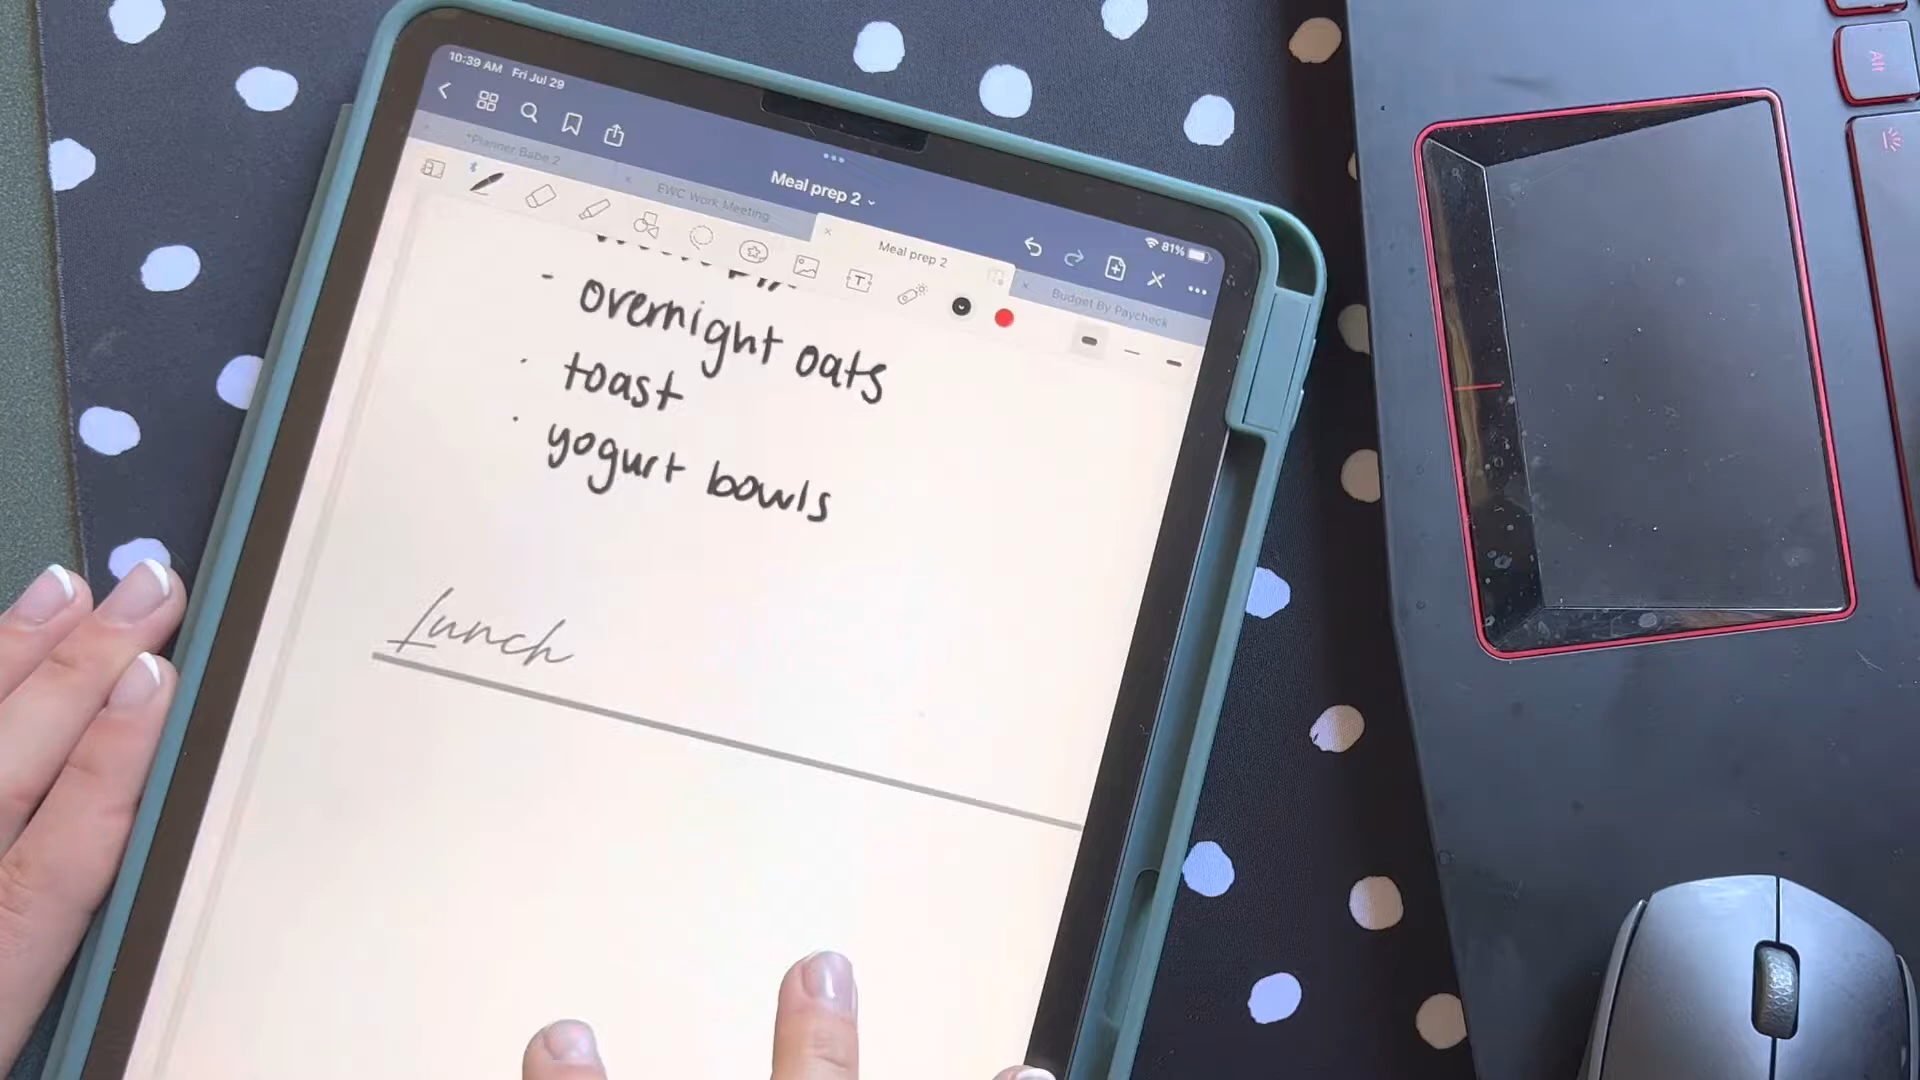 10:39 AM Fri Jul 29
81%
Meal prep 2
*Planner Babe 2
EWC Work Meeting
Meal prep 2
Budget By Paycheck
T
- overnight oats
· toast
· yogurt bowls
Lunch
Alt